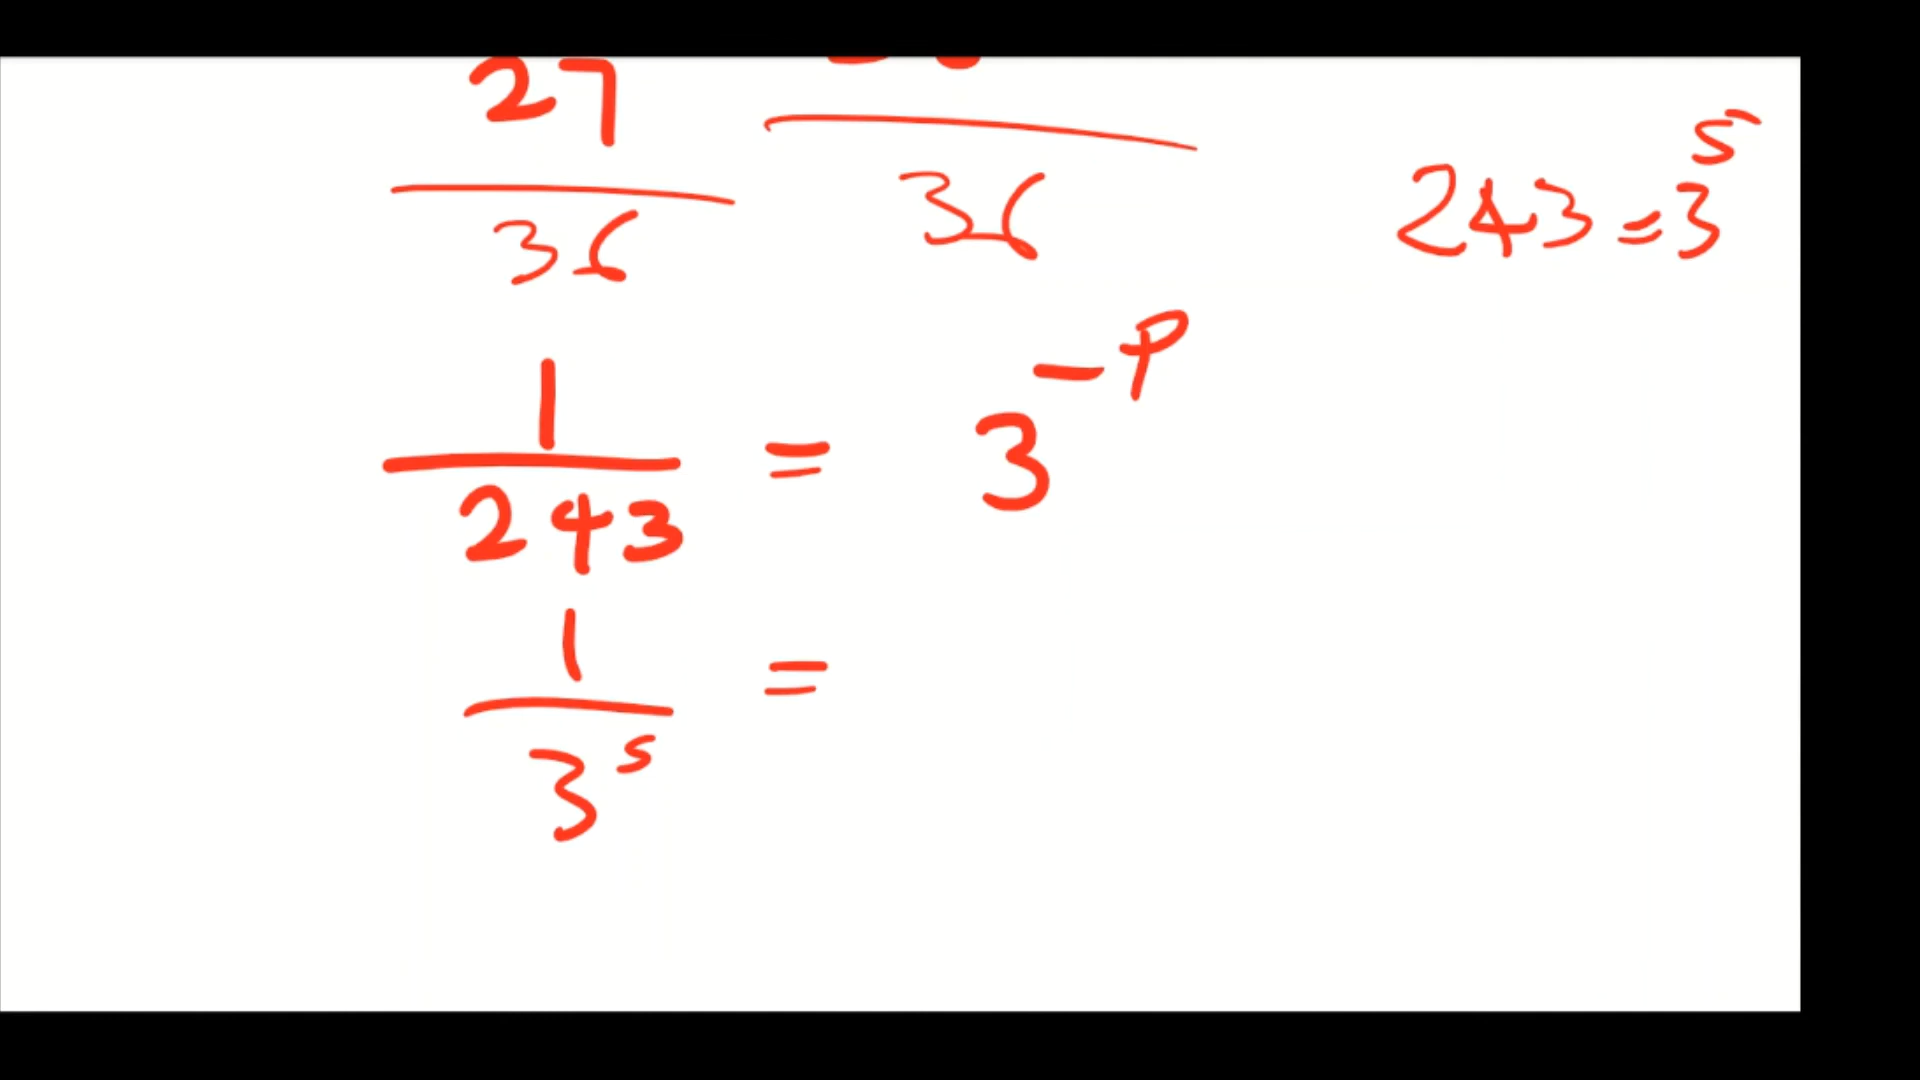 27
36
36
243 = 3^5
1/243 = 3^-P
1/3^5 =